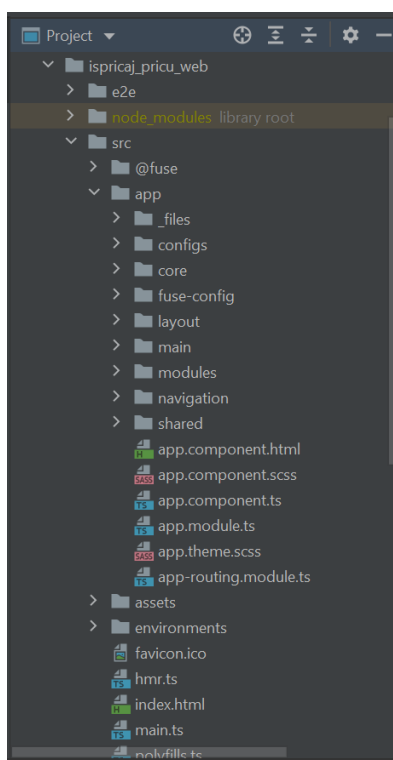 Project
ispricaj_pricu_web
e2e
node_modules library root
src
@fuse
app
_files
configs
core
fuse-config
layout
main
modules
navigation
shared
app.component.html
app.component.scss
app.component.ts
app.module.ts
app.theme.scss
app-routing.module.ts
assets
environments
favicon.ico
hmr.ts
index.html
main.ts
polyfills.ts